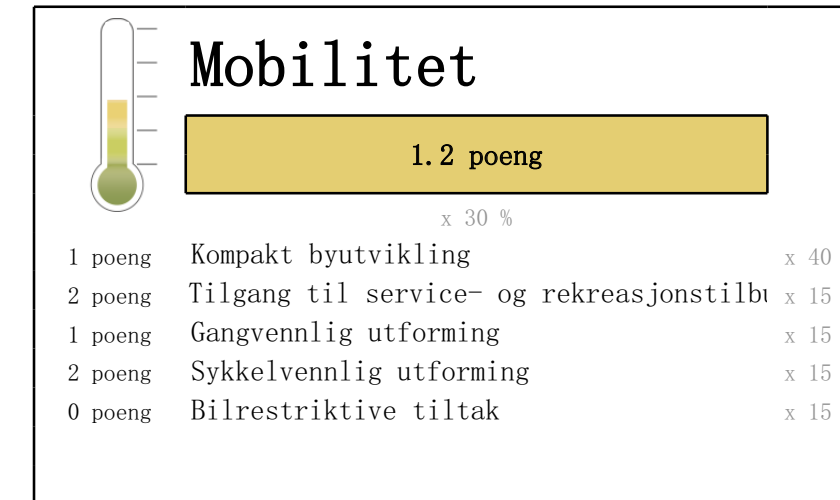 Mobilitet
1.2 poeng
x 30 %
1 poeng Kompakt byutvikling x 40
2 poeng Tilgang til service- og x 15
1 poeng Gangvennlig utforming x 15
2 poeng Sykkelvennlig utforming x 15
0 poeng Bilrestriktive tiltak x 15